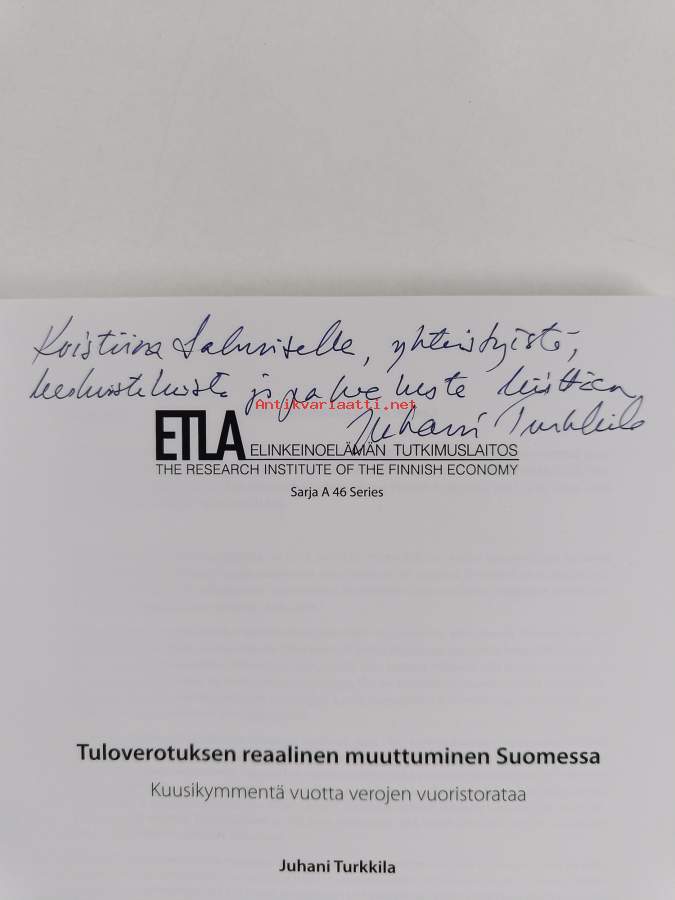 Kristiina Salmiselle, yhteistyöstä,
keskusteluista ja palveluista kiittäen
Antikvariaatti.net
Juhani Turkkila
ETLA ELINKEINOELÄMÄN TUTKIMUSLAITOS
THE RESEARCH INSTITUTE OF THE FINNISH ECONOMY
Sarja A 46 Series
Tuloverotuksen reaalinen muuttuminen Suomessa
Kuusikymmentä vuotta verojen vuoristorataa
Juhani Turkkila